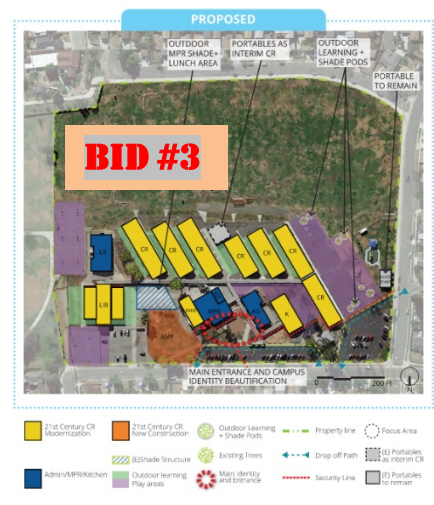 PROPOSED
OUTDOOR
MPR SHADE+
LUNCH AREA
PORTABLES AS
INTERIM CR
OUTDOOR
LEARNING +
SHADE PODS
PORTABLE
TO REMAIN
BID #3
CR
CR
CR
CR
CR
CR
LIB
K
CR
MAIN ENTRANCE AND CAMPUS
IDENTITY BEAUTIFICATION
0
200 FT
N
21st Century CR
Modernization
21st Century CR
New Construction
Outdoor Learning
+ Shade Pods
Property line
Focus Area
(E)Shade Structure
Existing Trees
Drop off Path
(E) Portables
as interim CR
Admin/MPR/Kitchen
Outdoor learning
Play areas
Main Identity
and Entrance
Security Line
(E) Portables
to remain